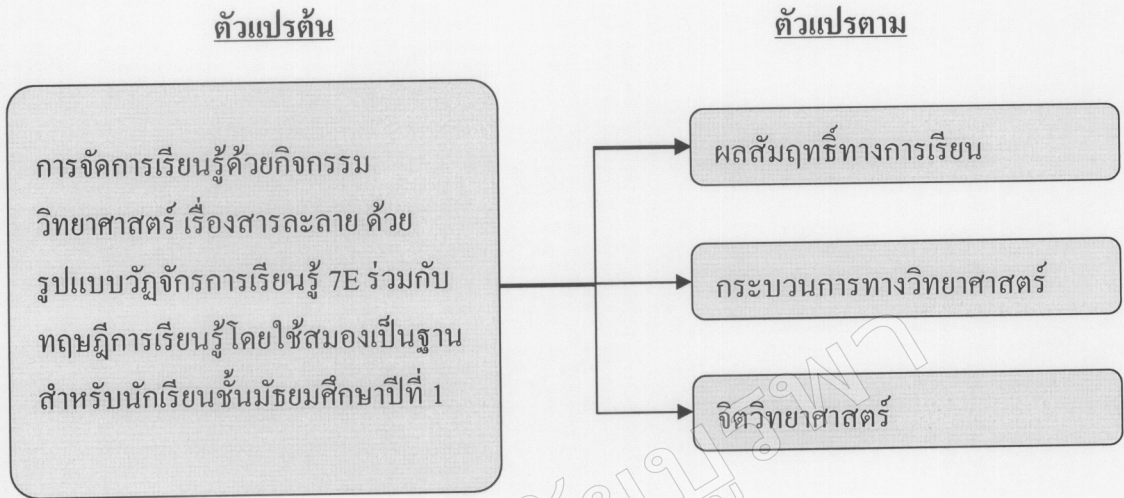 ตัวแปรต้น
ตัวแปรตาม
การจัดการเรียนรู้ด้วยกิจกรรม
วิทยาศาสตร์ เรื่องสารละลาย ด้วย
รูปแบบวัฏจักรการเรียนรู้ 7E ร่วมกับ
ทฤษฎีการเรียนรู้โดยใช้สมองเป็นฐาน
สำหรับนักเรียนชั้นมัธยมศึกษาปีที่ 1
ผลสัมฤทธิ์ทางการเรียน
กระบวนการทางวิทยาศาสตร์
จิตวิทยาศาสตร์